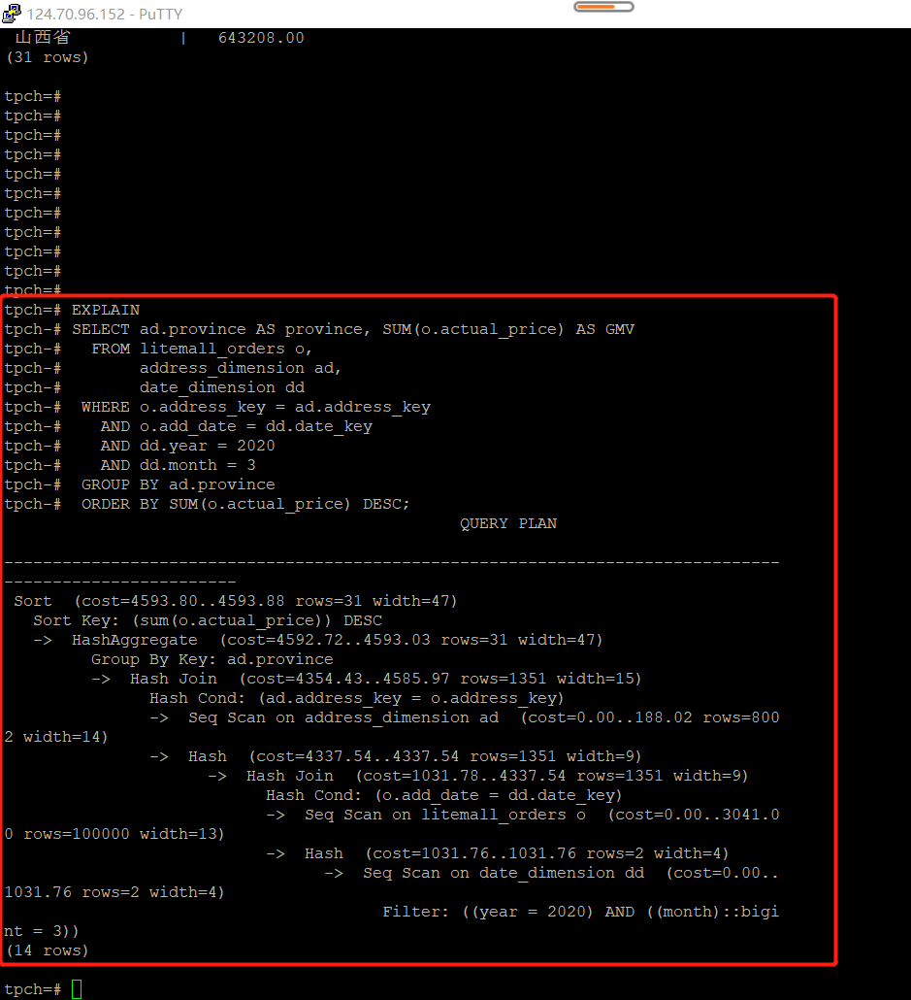 124.70.96.152 - PuTTY
山西省 | 643208.00
(31 rows)
tpch=#
tpch=#
tpch=#
tpch=#
tpch=#
tpch=#
tpch=#
tpch=#
tpch=#
tpch=#
tpch=#
tpch=# EXPLAIN
tpch-# SELECT ad.province AS province, SUM(o.actual_price) AS GMV
tpch-# FROM litemall_orders o,
tpch-# address_dimension ad,
tpch-# date_dimension dd
tpch-# WHERE o.address_key = ad.address_key
tpch-# AND o.add_date = dd.date_key
tpch-# AND dd.year = 2020
tpch-# AND dd.month = 3
tpch-# GROUP BY ad.province
tpch-# ORDER BY SUM(o.actual_price) DESC;
QUERY PLAN
--------------------------------------------------------------------------------
------------------------
Sort (cost=4593.80..4593.88 rows=31 width=47)
Sort Key: (sum(o.actual_price)) DESC
-> HashAggregate (cost=4592.72..4593.03 rows=31 width=47)
Group By Key: ad.province
-> Hash Join (cost=4354.43..4585.97 rows=1351 width=15)
Hash Cond: (ad.address_key = o.address_key)
-> Seq Scan on address_dimension ad (cost=0.00..188.02 rows=800
2 width=14)
-> Hash (cost=4337.54..4337.54 rows=1351 width=9)
-> Hash Join (cost=1031.78..4337.54 rows=1351 width=9)
Hash Cond: (o.add_date = dd.date_key)
-> Seq Scan on litemall_orders o (cost=0.00..3041.0
0 rows=100000 width=13)
-> Hash (cost=1031.76..1031.76 rows=2 width=4)
-> Seq Scan on date_dimension dd (cost=0.00..
1031.76 rows=2 width=4)
Filter: ((year = 2020) AND ((month)::bigi
nt = 3))
(14 rows)
tpch=#